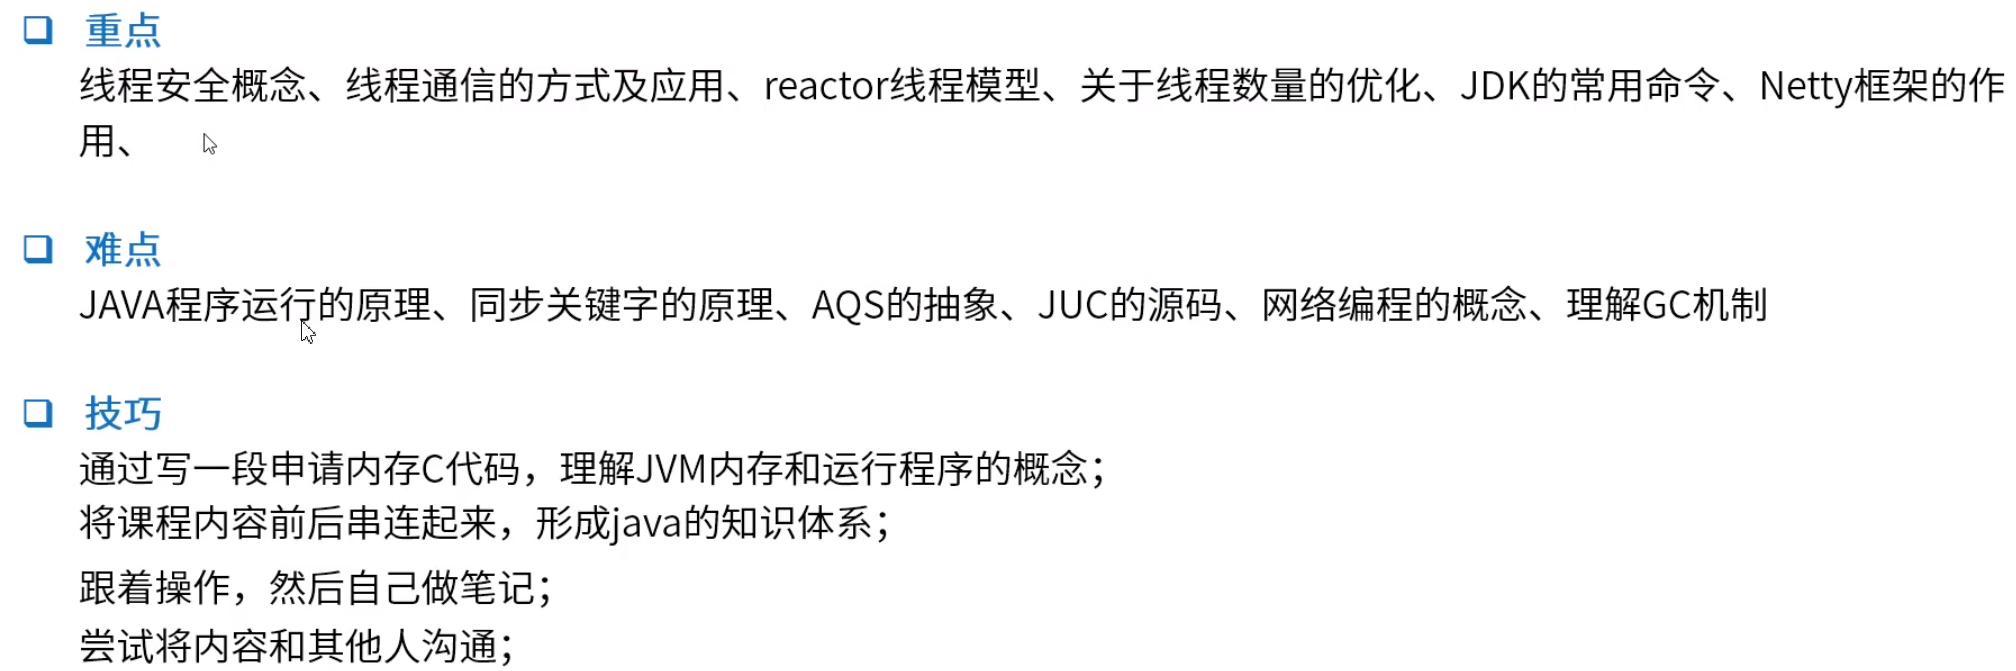 重点
线程安全概念、线程通信的方式及应用、reactor线程模型、关于线程数量的优化、JDK的常用命令、Netty框架的作
用、
难点
JAVA程序运行的原理、同步关键字的原理、AQS的抽象、JUC的源码、网络编程的概念、理解GC机制
技巧
通过写一段申请内存C代码，理解JVM内存和运行程序的概念；
将课程内容前后串连起来，形成java的知识体系；
跟着操作，然后自己做笔记；
尝试将内容和其他人沟通；